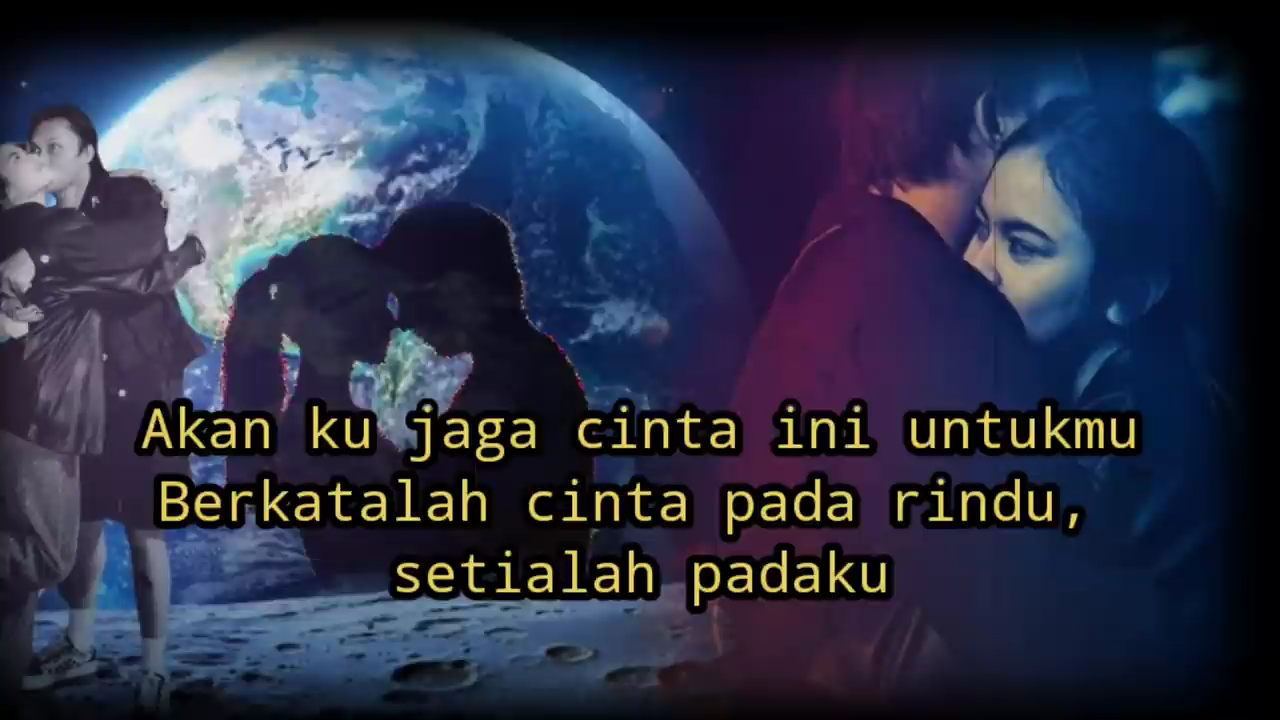 Akan ku jaga cinta ini untukmu
Berkatalah cinta pada rindu,
setialah padaku